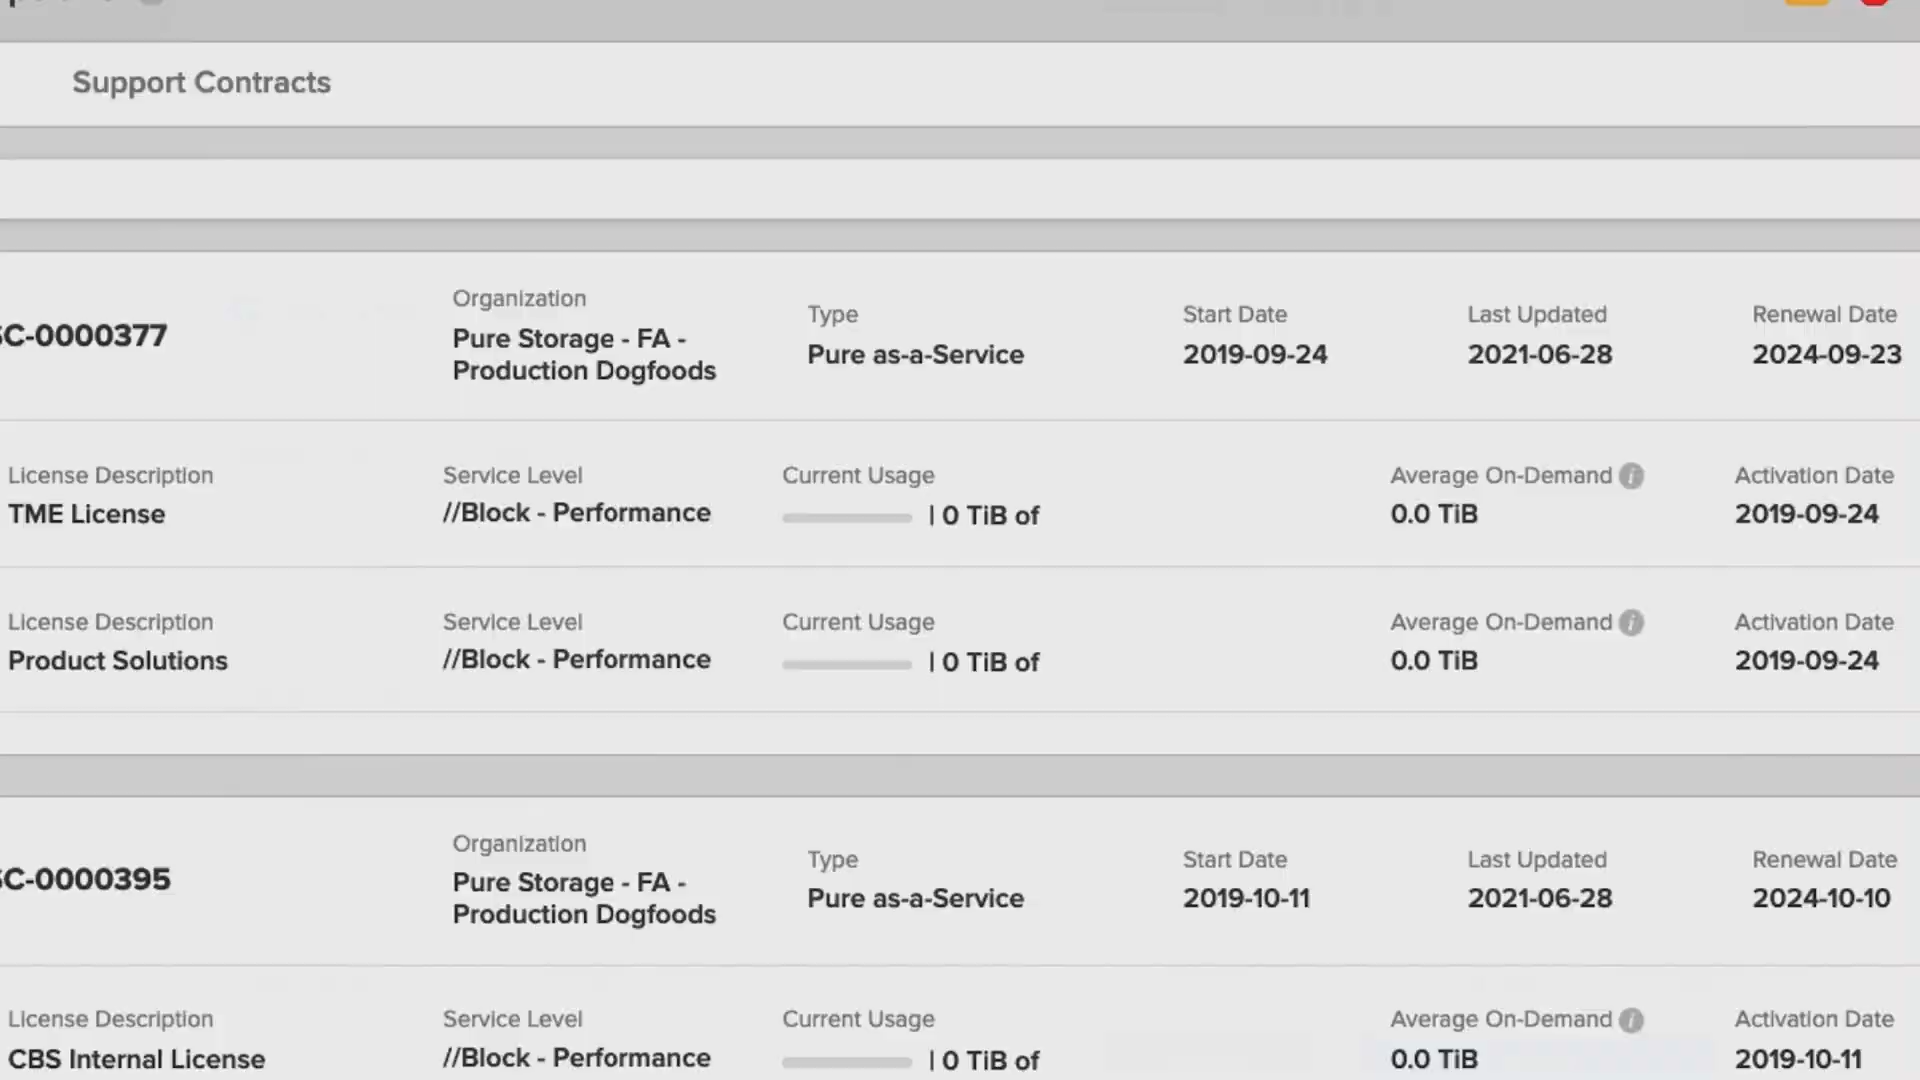 Support Contracts
Organization
Type
Start Date
Last Updated
Renewal Date
C-0000377
Pure Storage - FA -
Production Dogfoods
Pure as-a-Service
2019-09-24
2021-06-28
2024-09-23
License Description
Service Level
Current Usage
Average On-Demand
Activation Date
TME License
//Block - Performance
| 0 TiB of
0.0 TiB
2019-09-24
License Description
Service Level
Current Usage
Average On-Demand
Activation Date
Product Solutions
//Block - Performance
| 0 TiB of
0.0 TiB
2019-09-24
Organization
Type
Start Date
Last Updated
Renewal Date
C-0000395
Pure Storage - FA -
Production Dogfoods
Pure as-a-Service
2019-10-11
2021-06-28
2024-10-10
License Description
Service Level
Current Usage
Average On-Demand
Activation Date
CBS Internal License
//Block - Performance
| 0 TiB of
0.0 TiB
2019-10-11